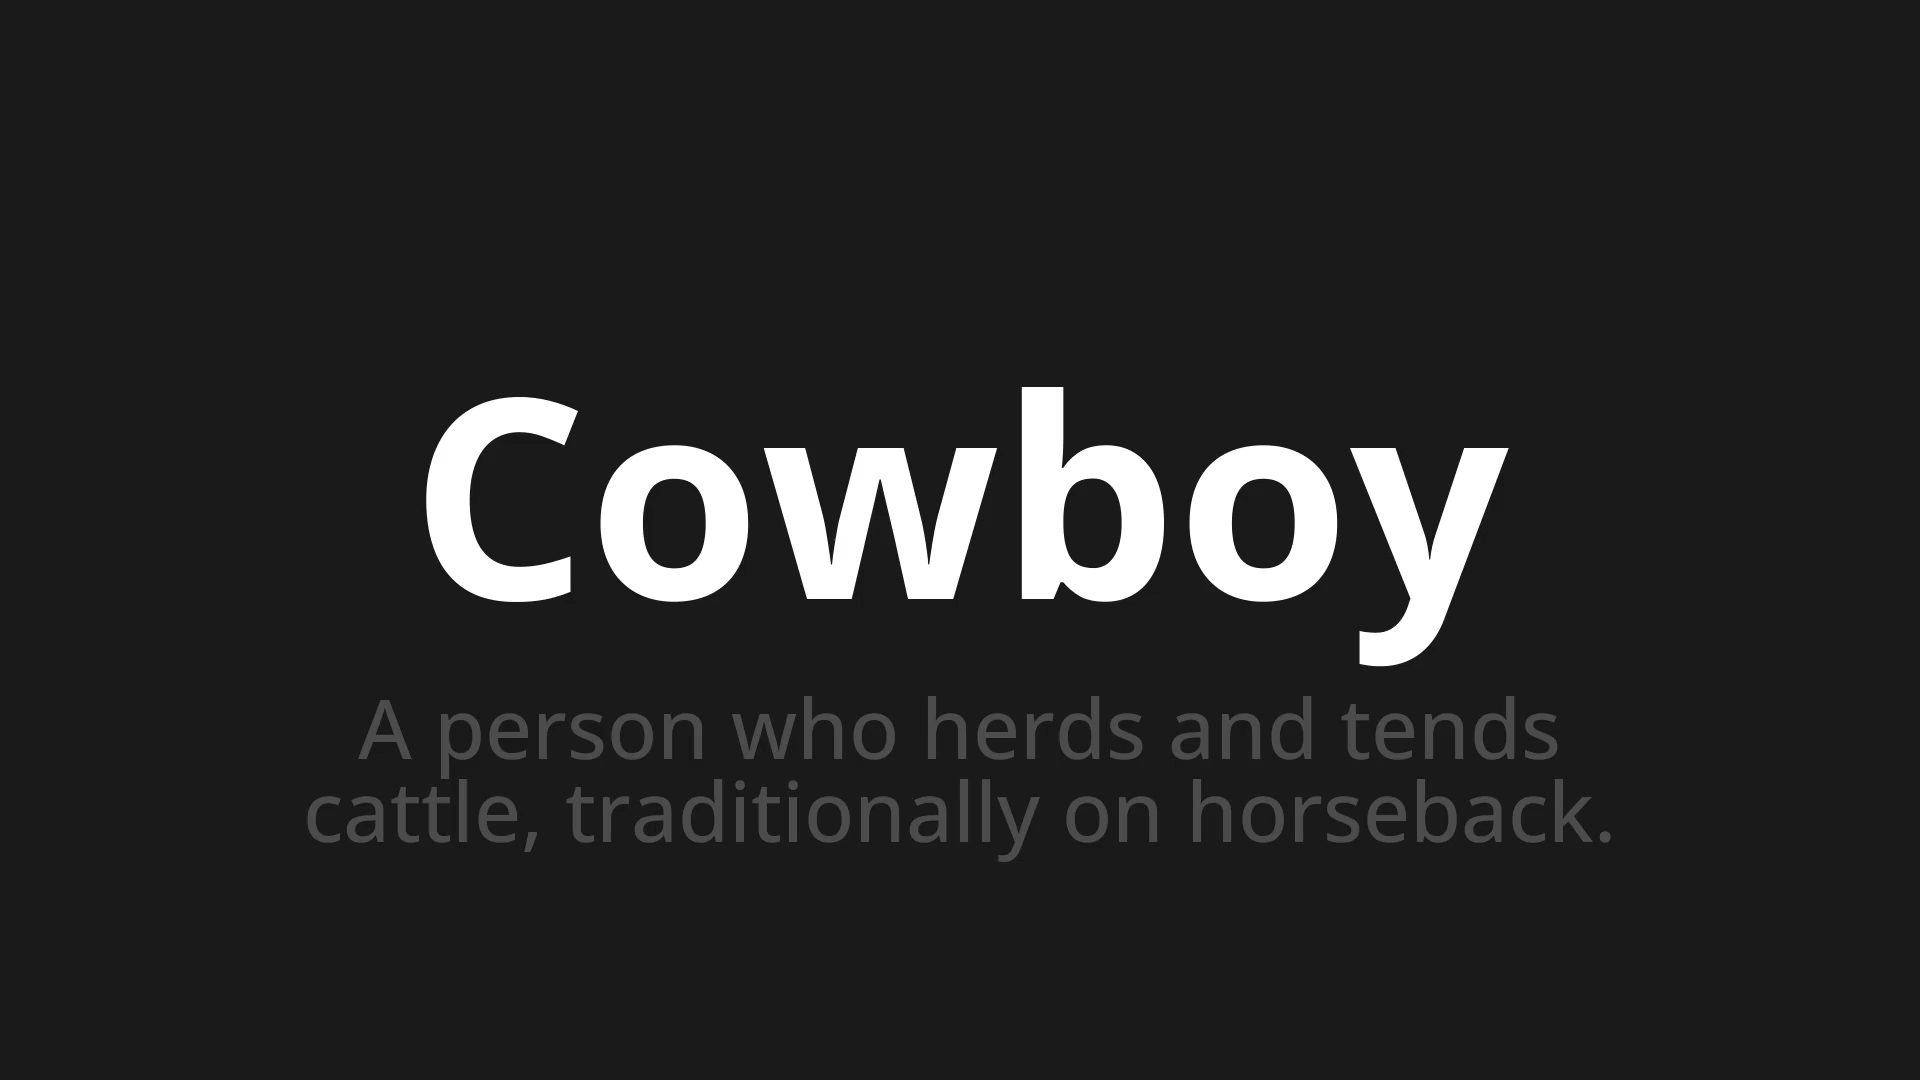 Cowboy
A person who herds and tends
cattle, traditionally on horseback.